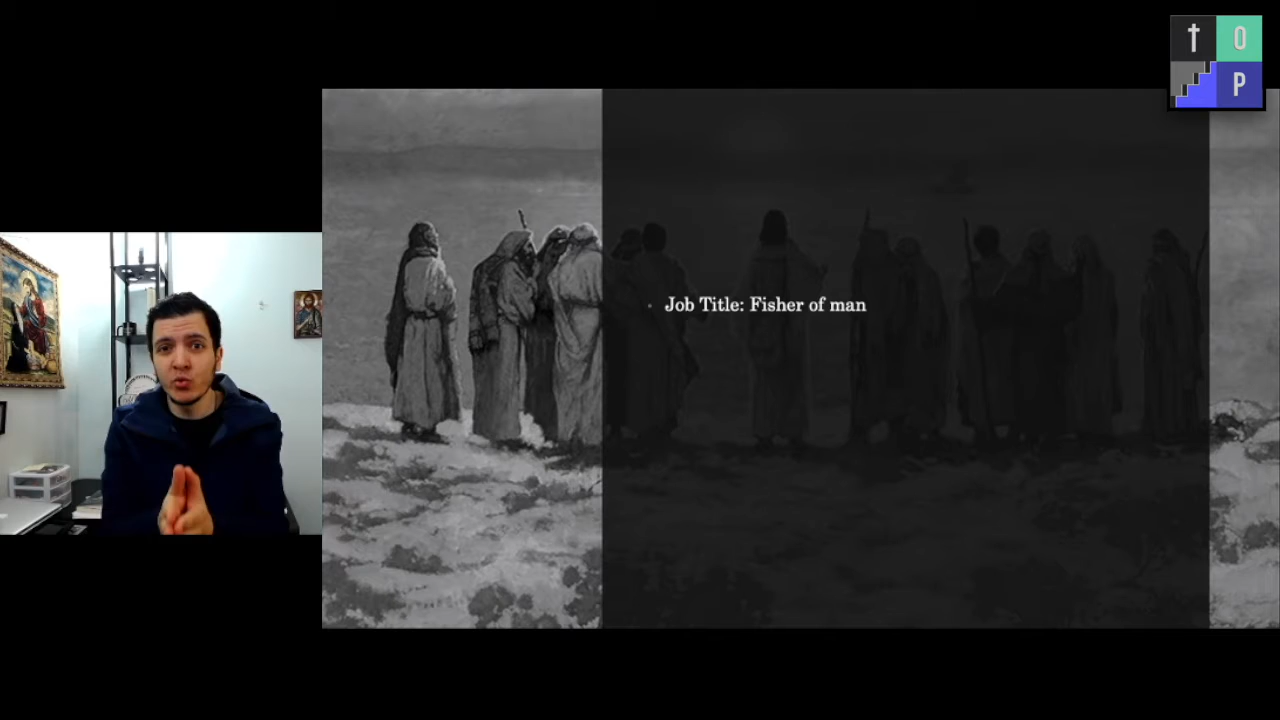 † O
P
Job Title: Fisher of man